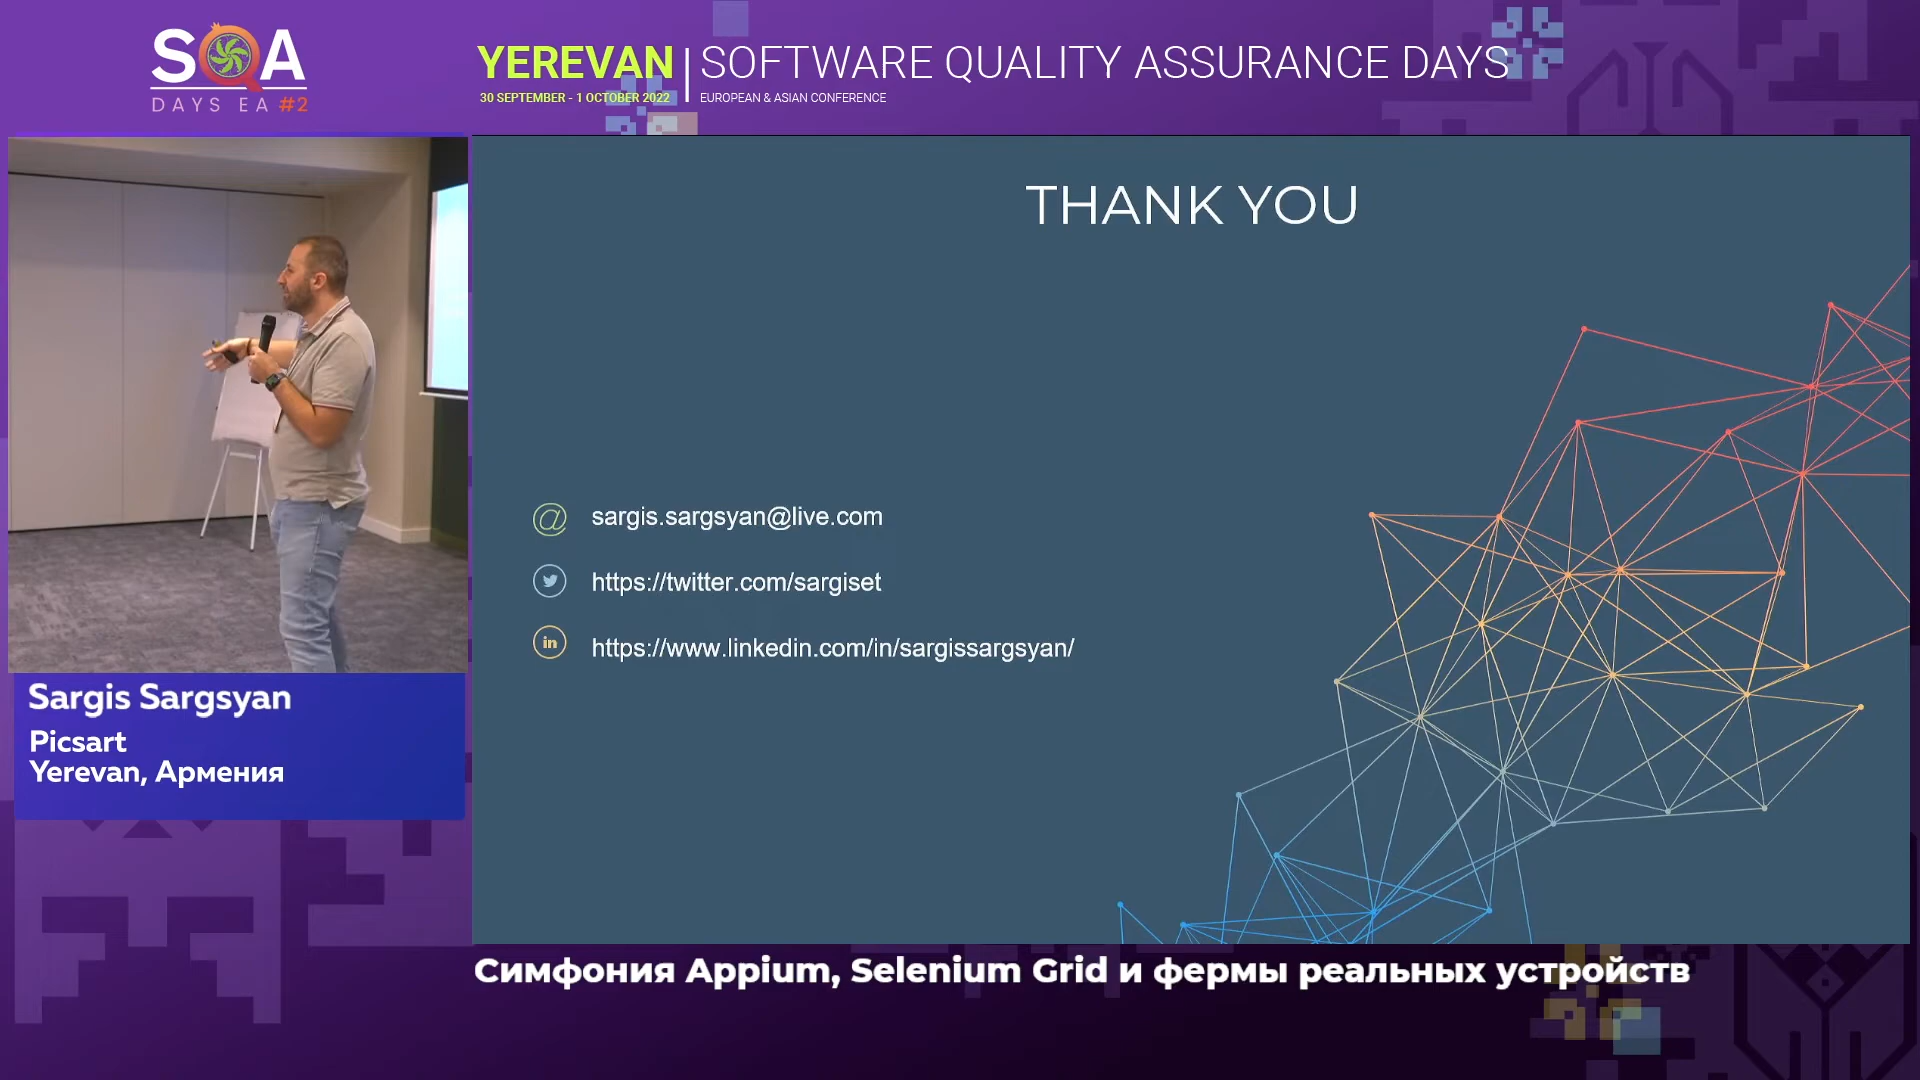 SQA
DAYS EA #2
YEREVAN
30 SEPTEMBER - 1 OCTOBER 2022
SOFTWARE QUALITY ASSURANCE DAYS
EUROPEAN & ASIAN CONFERENCE
THANK YOU
@ sargis.sargsyan@live.com
https://twitter.com/sargiset
in https://www.linkedin.com/in/sargissargsyan/
Sargis Sargsyan
Picsart
Yerevan, Армения
Симфония Appium, Selenium Grid и фермы реальных устройств